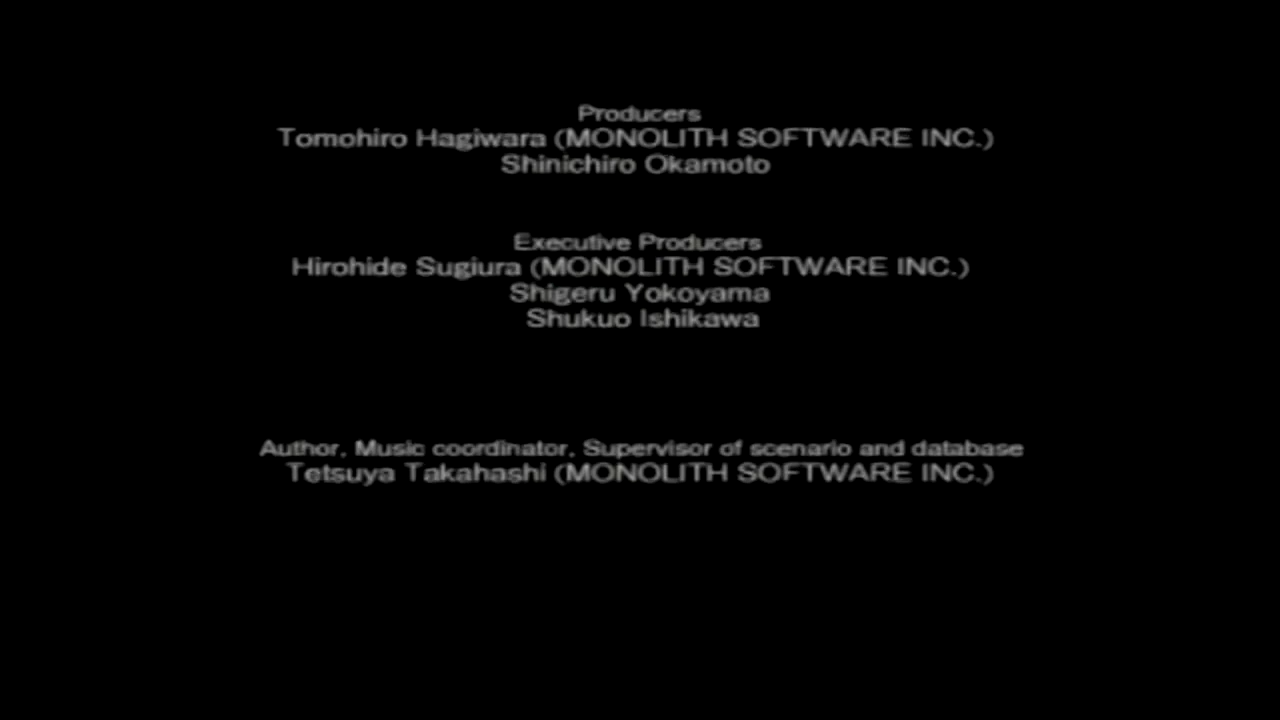 Producers
Tomohiro Hagiwara (MONOLITH SOFTWARE INC.)
Shinichiro Okamoto
Executive Producers
Hirohide Sugiura (MONOLITH SOFTWARE INC.)
Shigeru Yokoyama
Shukuo Ishikawa
Author, Music coordinator, Supervisor of scenario and database
Tetsuya Takahashi (MONOLITH SOFTWARE INC.)